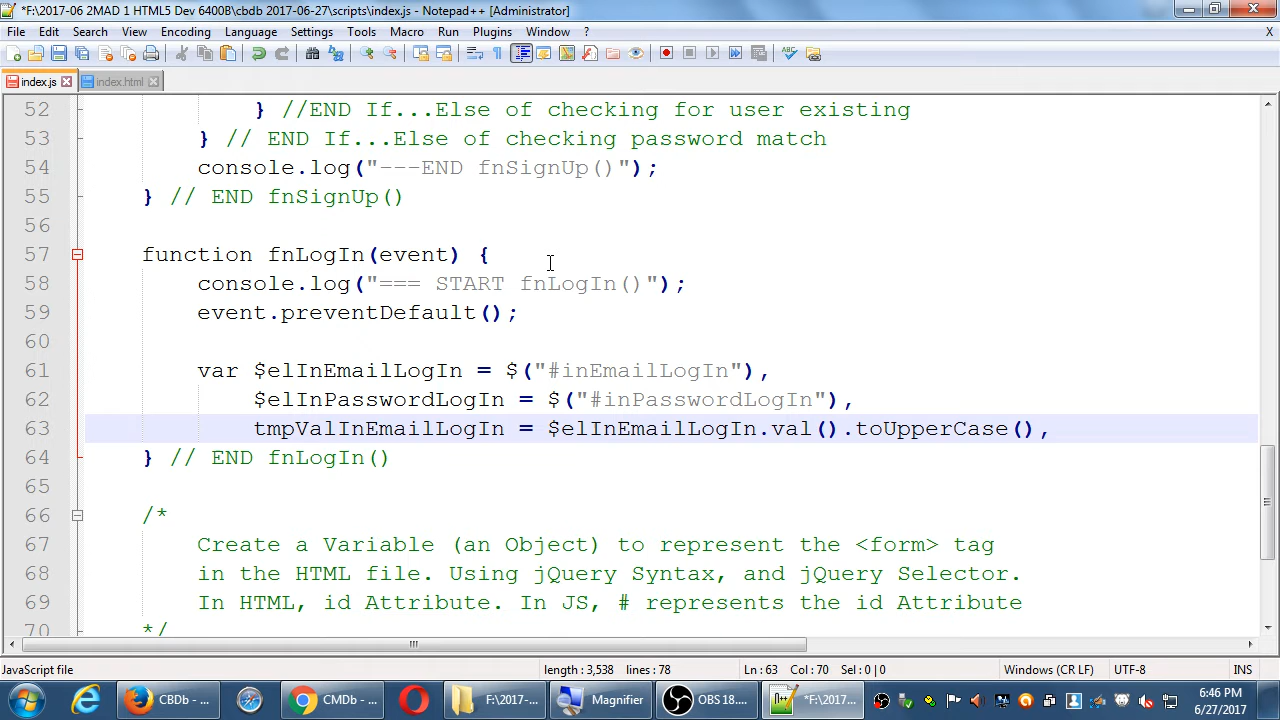 *F:\2017-06 2MAD 1 HTML5 Dev 6400B\cbdb 2017-06-27\scripts\index.js - Notepad++ [Administrator]
File Edit Search View Encoding Language Settings Tools Macro Run Plugins Window ? X
index.js index.html
52 } //END If...Else of checking for user existing
53 } // END If...Else of checking password match
54 console.log("---END fnSignUp()");
55 } // END fnSignUp()
56
57 function fnLogIn(event) {
58 console.log("=== START fnLogIn()");
59 event.preventDefault();
60
61 var $elInEmailLogIn = $("#inEmailLogIn"),
62 $elInPasswordLogIn = $("#inPasswordLogIn"),
63 tmpValInEmailLogIn = $elInEmailLogIn.val().toUpperCase(),
64 } // END fnLogIn()
65
66 /*
67 Create a Variable (an Object) to represent the <form> tag
68 in the HTML file. Using jQuery Syntax, and jQuery Selector.
69 In HTML, id Attribute. In JS, # represents the id Attribute
70 */
JavaScript file length : 3,538 lines : 78 Ln : 63 Col : 70 Sel : 0 | 0 Windows (CR LF) UTF-8 INS
CBDb - ... CMDb - ... F:\2017-... Magnifier OBS 18.... *F:\2017... 6:46 PM
6/27/2017